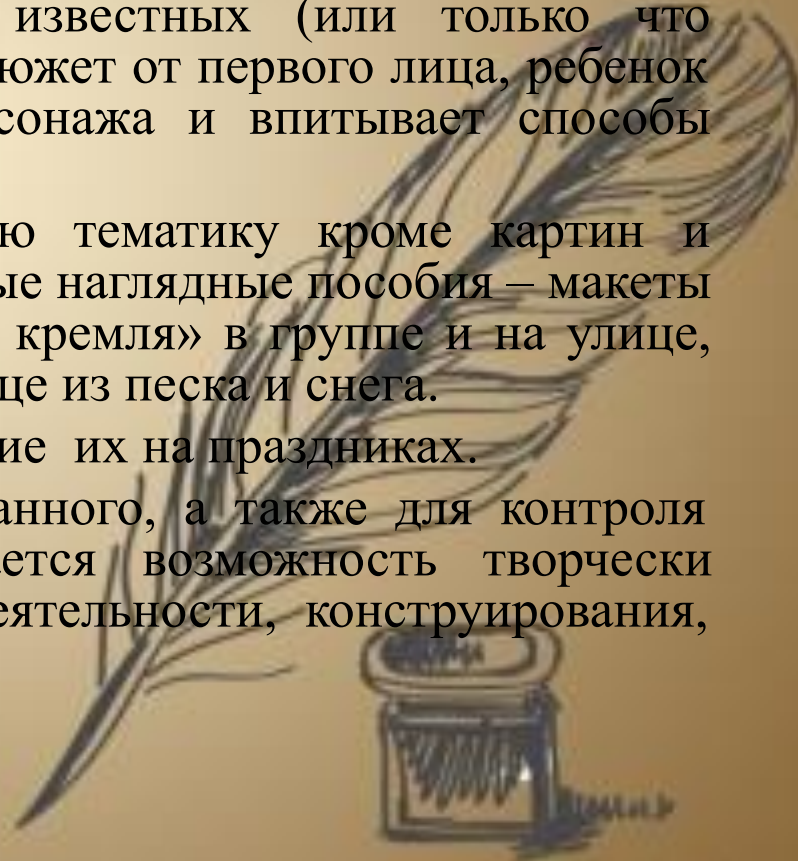 известных (или только что
южет от первого лица, ребенок
сонажа и впитывает способы
ю тематику кроме картин и
ые наглядные пособия – макеты
кремля» в группе и на улице,
це из песка и снега.
ие их на праздниках.
анного, а также для контроля
ется возможность творчески
еятельности, конструирования,